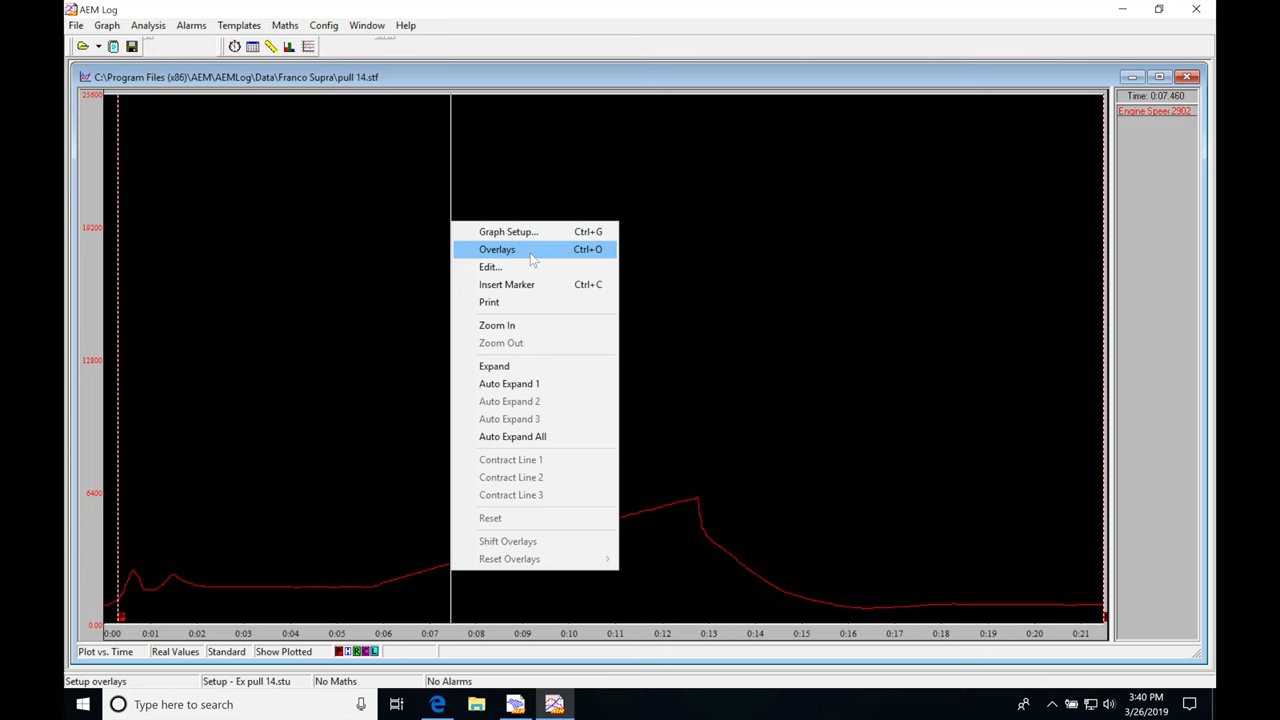 AEM Log
File Graph Analysis Alarms Templates Maths Config Window Help
C:\Program Files (x86)\AEM\AEMLog\Data\Franco Supra\pull 14.stf
25600
19200
12800
6400
0.00
Time: 0:07.460
Engine Speed 2902
Graph Setup... Ctrl+G
Overlays Ctrl+O
Edit...
Insert Marker Ctrl+C
Print
Zoom In
Zoom Out
Expand
Auto Expand 1
Auto Expand 2
Auto Expand 3
Auto Expand All
Contract Line 1
Contract Line 2
Contract Line 3
Reset
Shift Overlays
Reset Overlays
0:00 0:01 0:02 0:03 0:04 0:05 0:06 0:07 0:08 0:09 0:10 0:11 0:12 0:13 0:14 0:15 0:16 0:17 0:18 0:19 0:20 0:21
Plot vs. Time Real Values Standard Show Plotted F I R C L
Setup overlays Setup - Ex pull 14.stu No Maths No Alarms
Type here to search
3:40 PM
3/26/2019